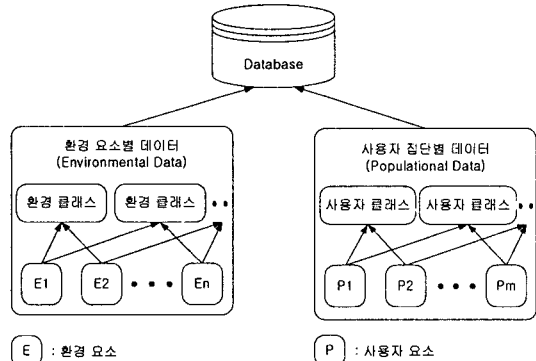 Database
환경 요소별 데이터
(Environmental Data)
환경 클래스
환경 클래스
E1
E2
En
E : 환경 요소
사용자 집단별 데이터
(Populational Data)
사용자 클래스
사용자 클래스
P1
P2
Pm
P : 사용자 요소